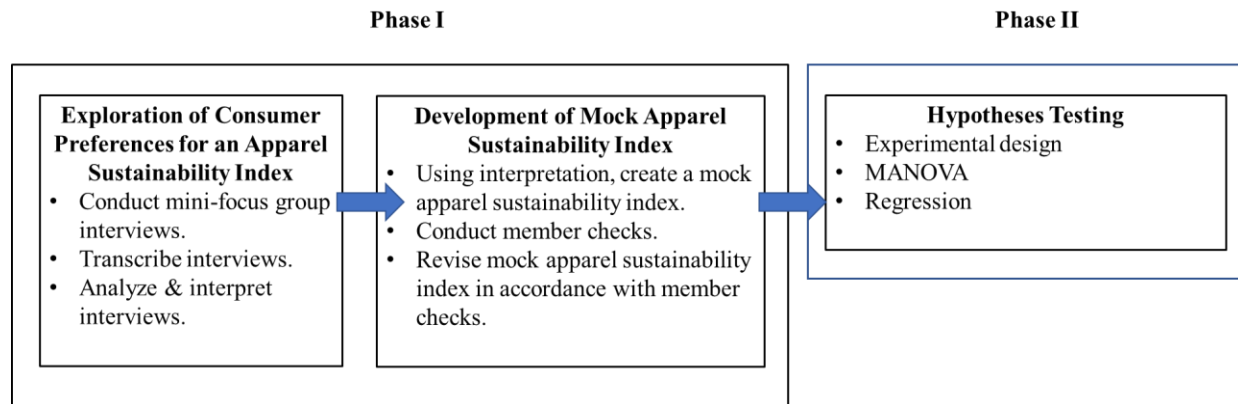 Phase I
Phase II
Exploration of Consumer
Preferences for an Apparel
Sustainability Index
• Conduct mini-focus group
interviews.
• Transcribe interviews.
• Analyze & interpret
interviews.
Development of Mock Apparel
Sustainability Index
• Using interpretation, create a mock
apparel sustainability index.
• Conduct member checks.
• Revise mock apparel sustainability
index in accordance with member
checks.
Hypotheses Testing
• Experimental design
• MANOVA
• Regression